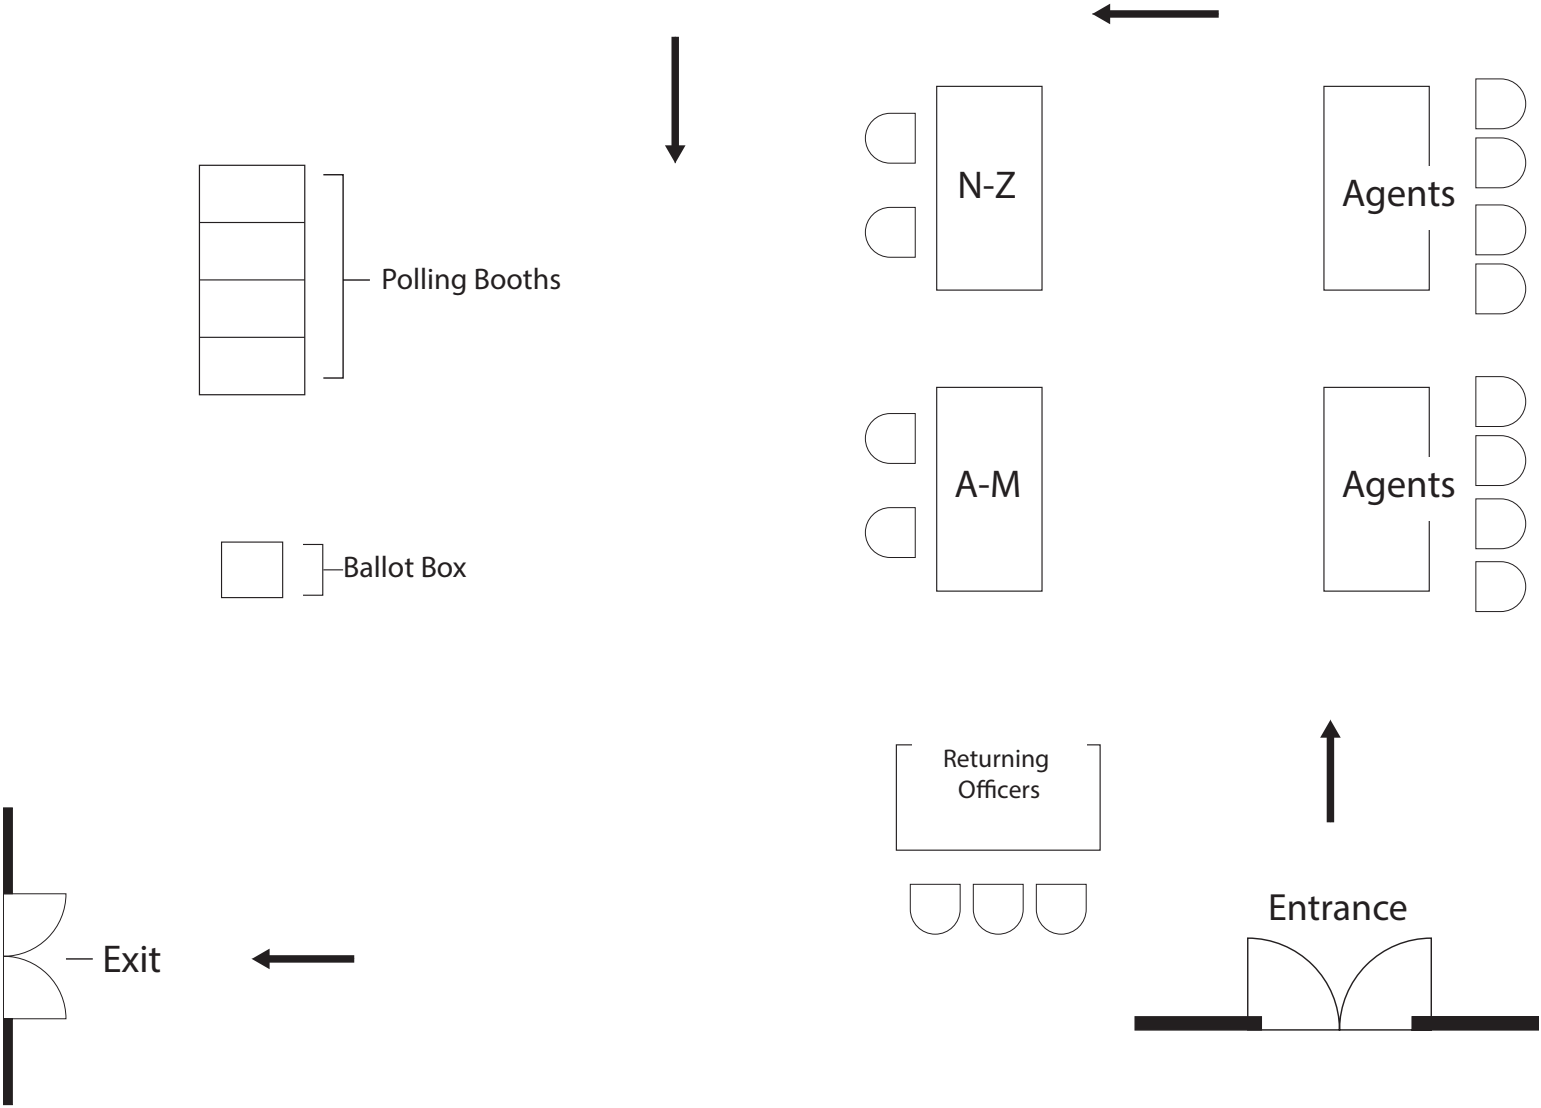 N-Z
Agents
Polling Booths
A-M
Agents
Ballot Box
Returning
Officers
Entrance
Exit